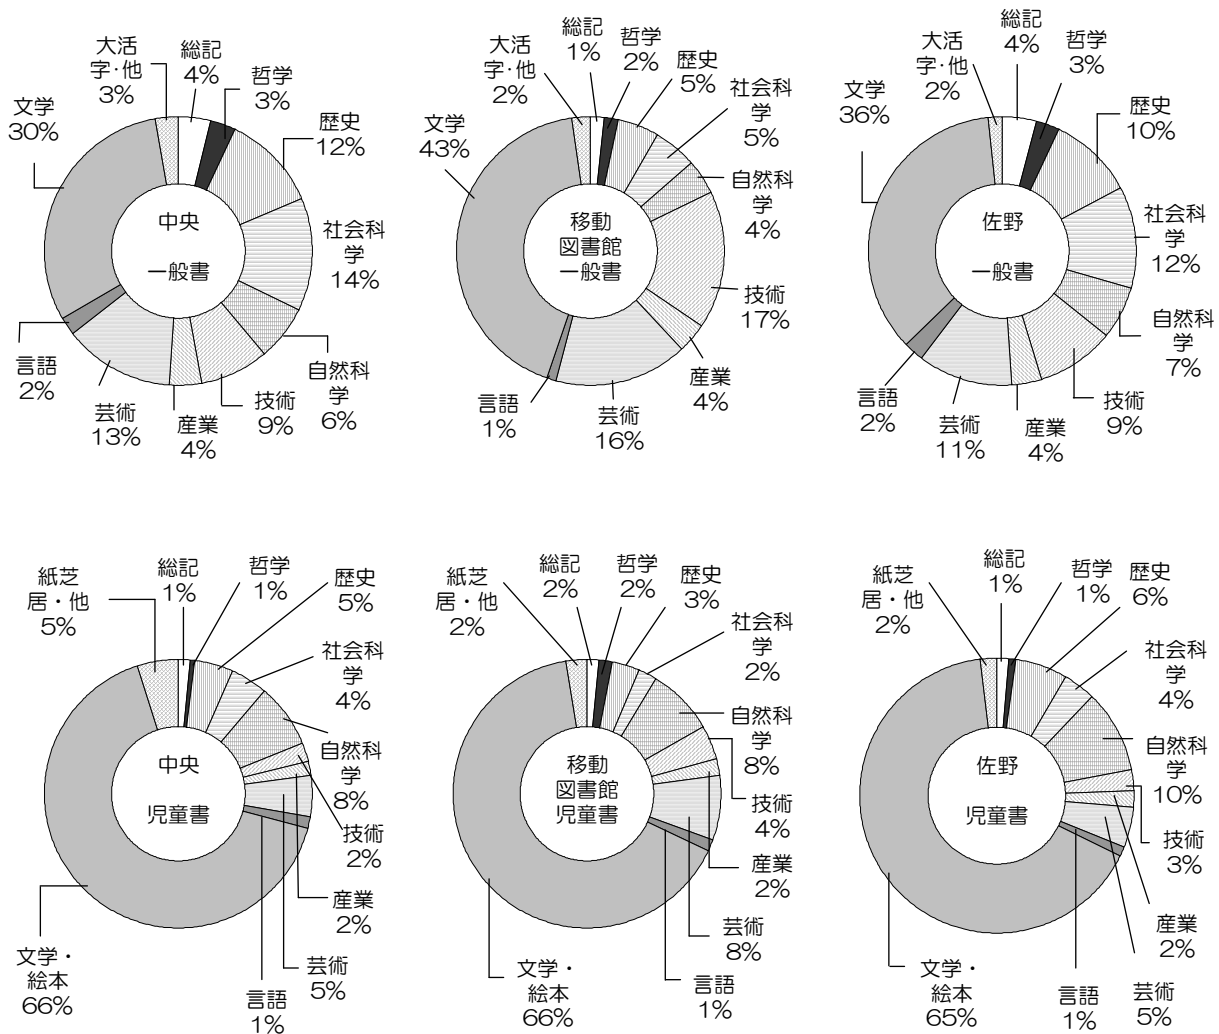 大活
字・他
3%
総記
4%
哲学
3%
歴史
12%
社会科
学
14%
自然科
学
6%
技術
9%
産業
4%
芸術
13%
言語
2%
文学
30%
中央
一般書
大活
字・他
2%
総記
1%
哲学
2%
歴史
5%
社会科
学
5%
自然科
学
4%
技術
17%
産業
4%
芸術
16%
言語
1%
文学
43%
移動
図書館
一般書
大活
字・他
2%
総記
4%
哲学
3%
歴史
10%
社会科
学
12%
自然科
学
7%
技術
9%
産業
4%
芸術
11%
言語
2%
文学
36%
佐野
一般書
紙芝
居・他
5%
総記
1%
哲学
1%
歴史
5%
社会科
学
4%
自然科
学
8%
技術
2%
産業
2%
芸術
5%
言語
1%
文学・
絵本
66%
中央
児童書
紙芝
居・他
2%
総記
2%
哲学
2%
歴史
3%
社会科
学
2%
自然科
学
8%
技術
4%
産業
2%
芸術
8%
言語
1%
文学・
絵本
66%
移動
図書館
児童書
紙芝
居・他
2%
総記
1%
哲学
1%
歴史
6%
社会科
学
4%
自然科
学
10%
技術
3%
産業
2%
芸術
5%
言語
1%
文学・
絵本
65%
佐野
児童書